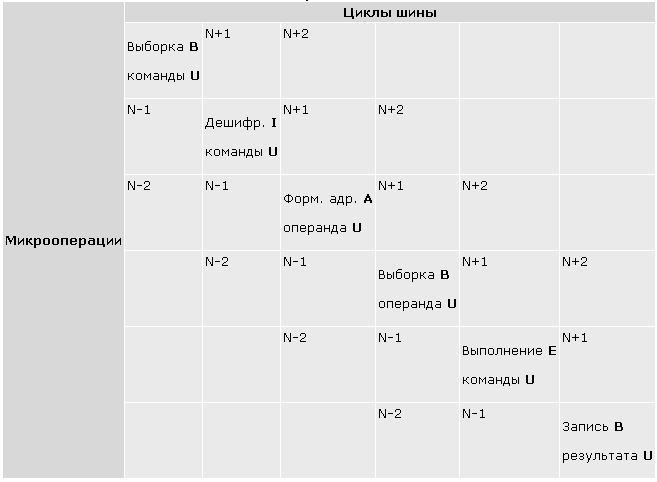 Циклы шины
Микрооперации
Выборка B
команды U
N+1
N+2
N-1
Дешифр. I
команды U
N+1
N+2
N-2
N-1
Форм. адр. A
операнда U
N+1
N+2
N-2
N-1
Выборка B
операнда U
N+1
N+2
N-2
N-1
Выполнение E
команды U
N+1
N-2
N-1
Запись B
результата U